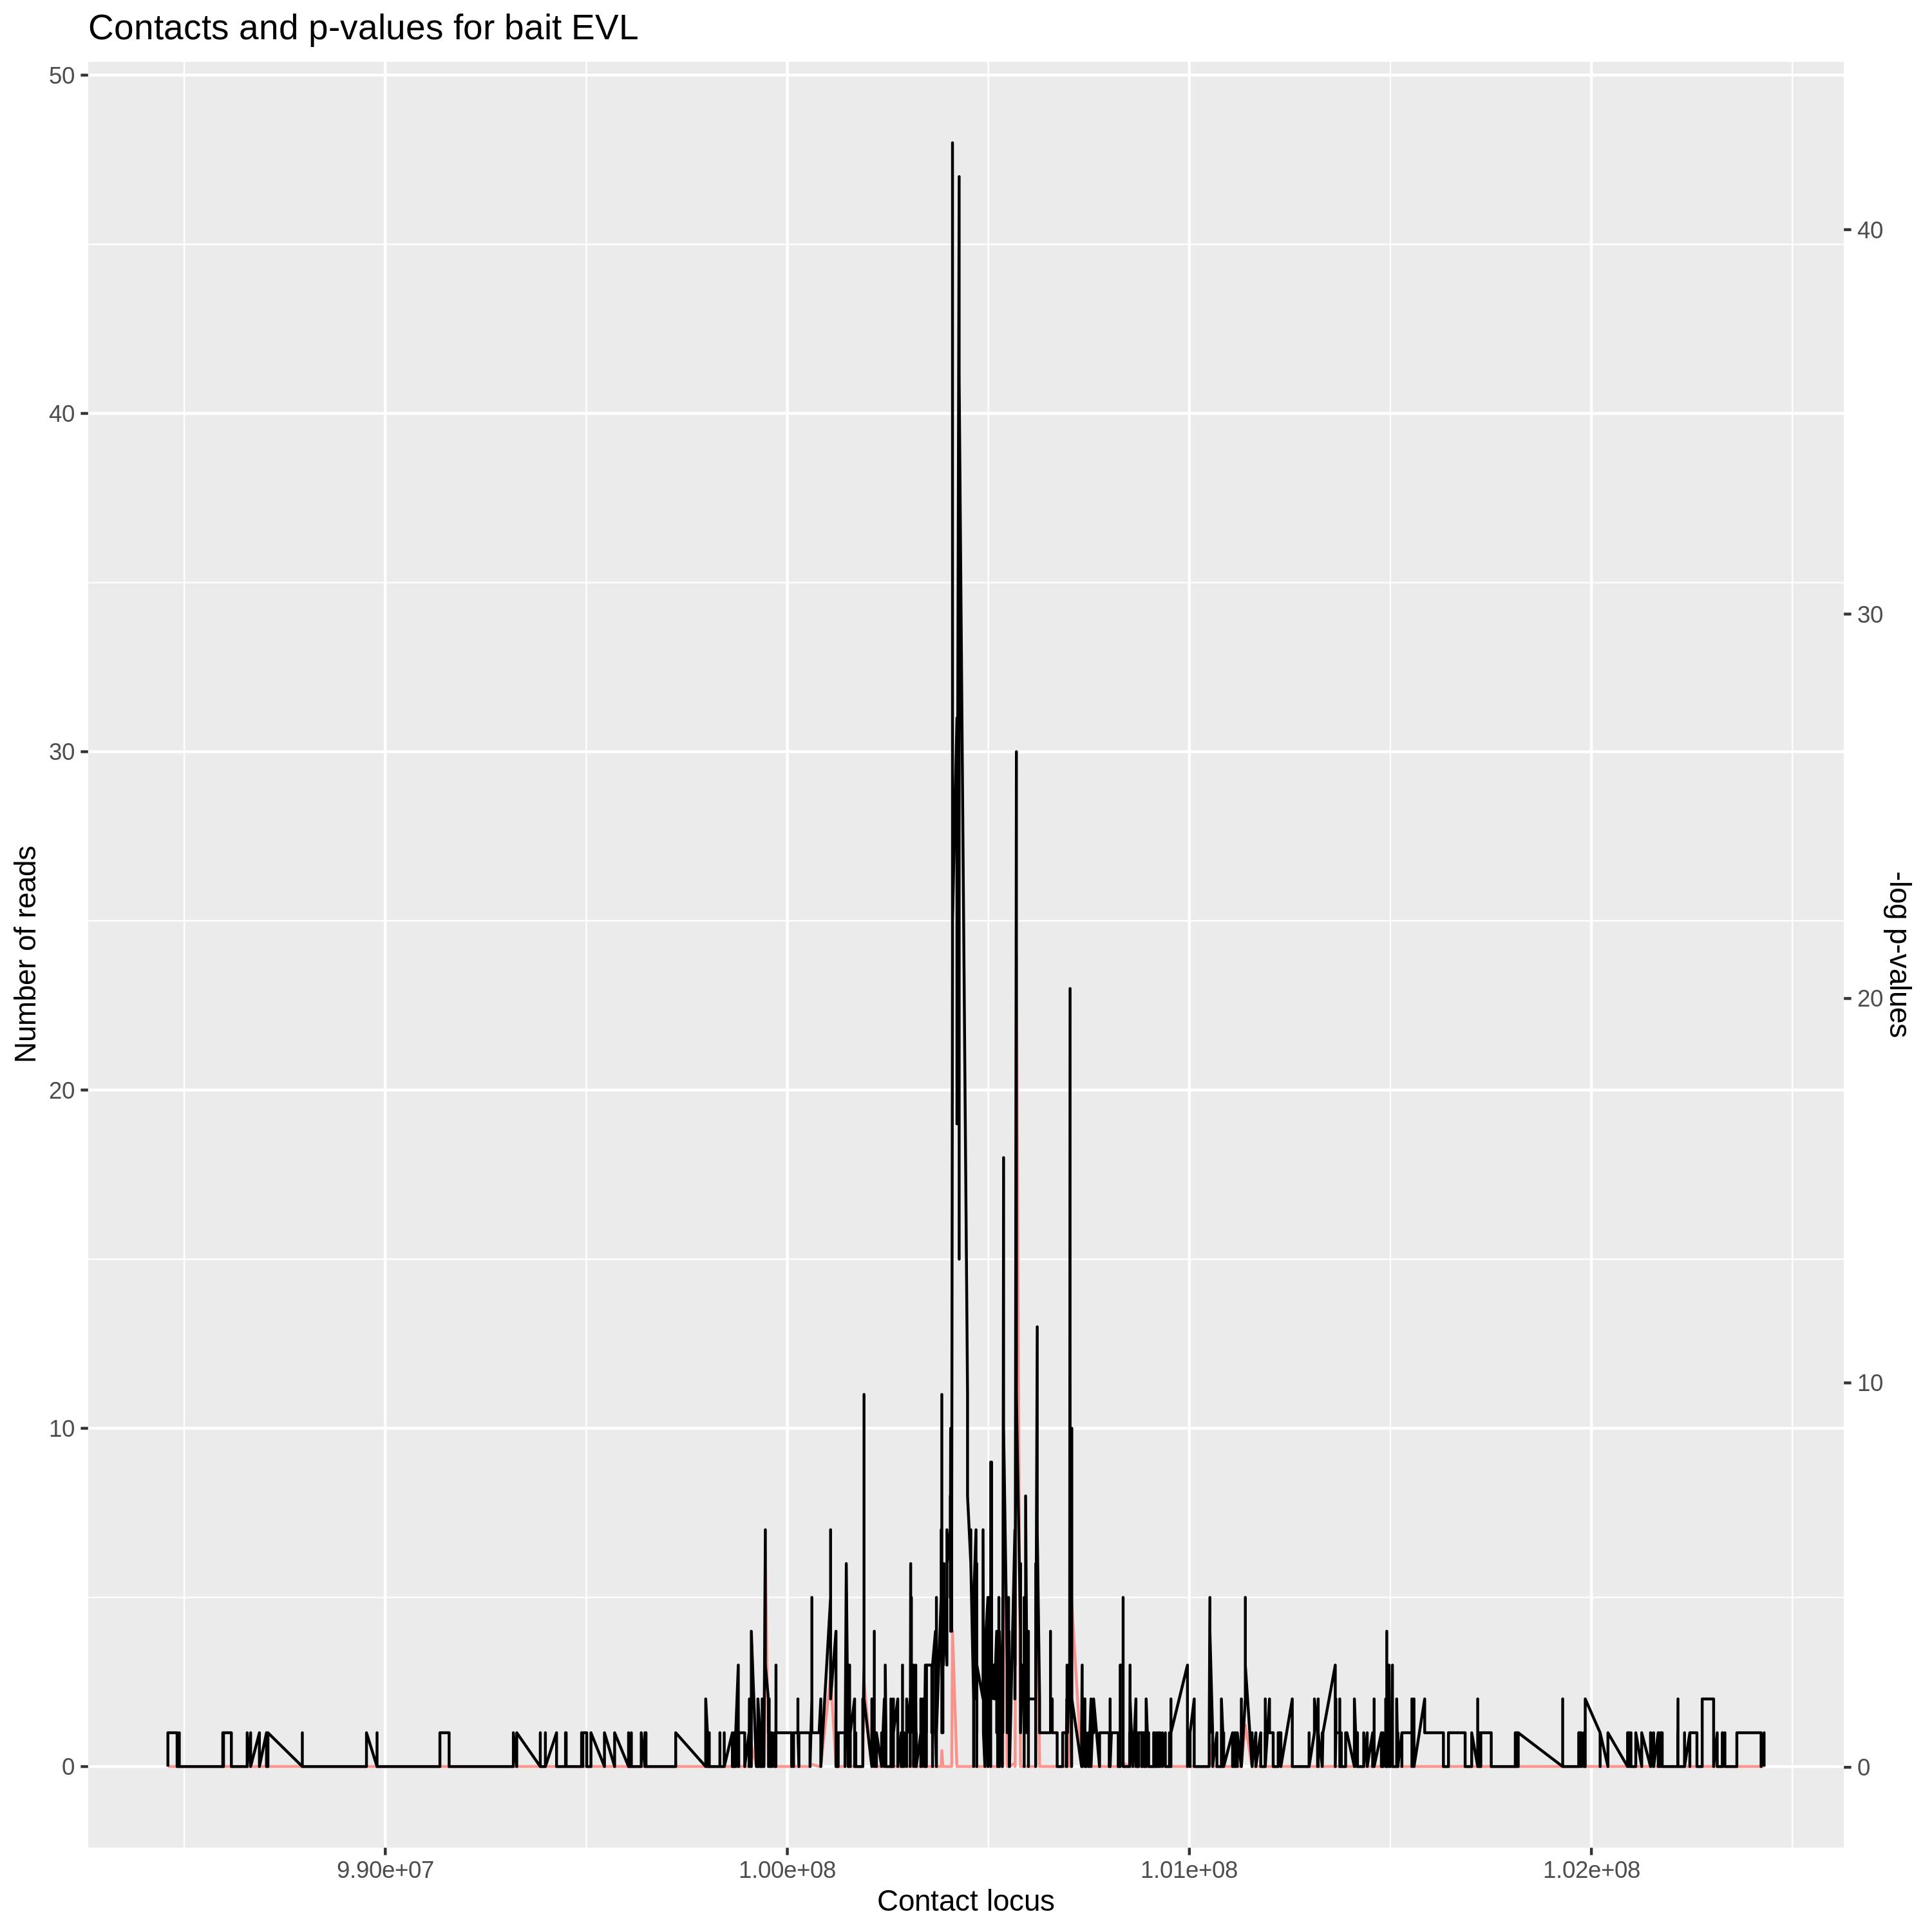 Contacts and p-values for bait EVL
50
40
30
20
10
0
Number of reads
40
30
20
10
0
-log p-values
9.90e+07
1.00e+08
1.01e+08
1.02e+08
Contact locus